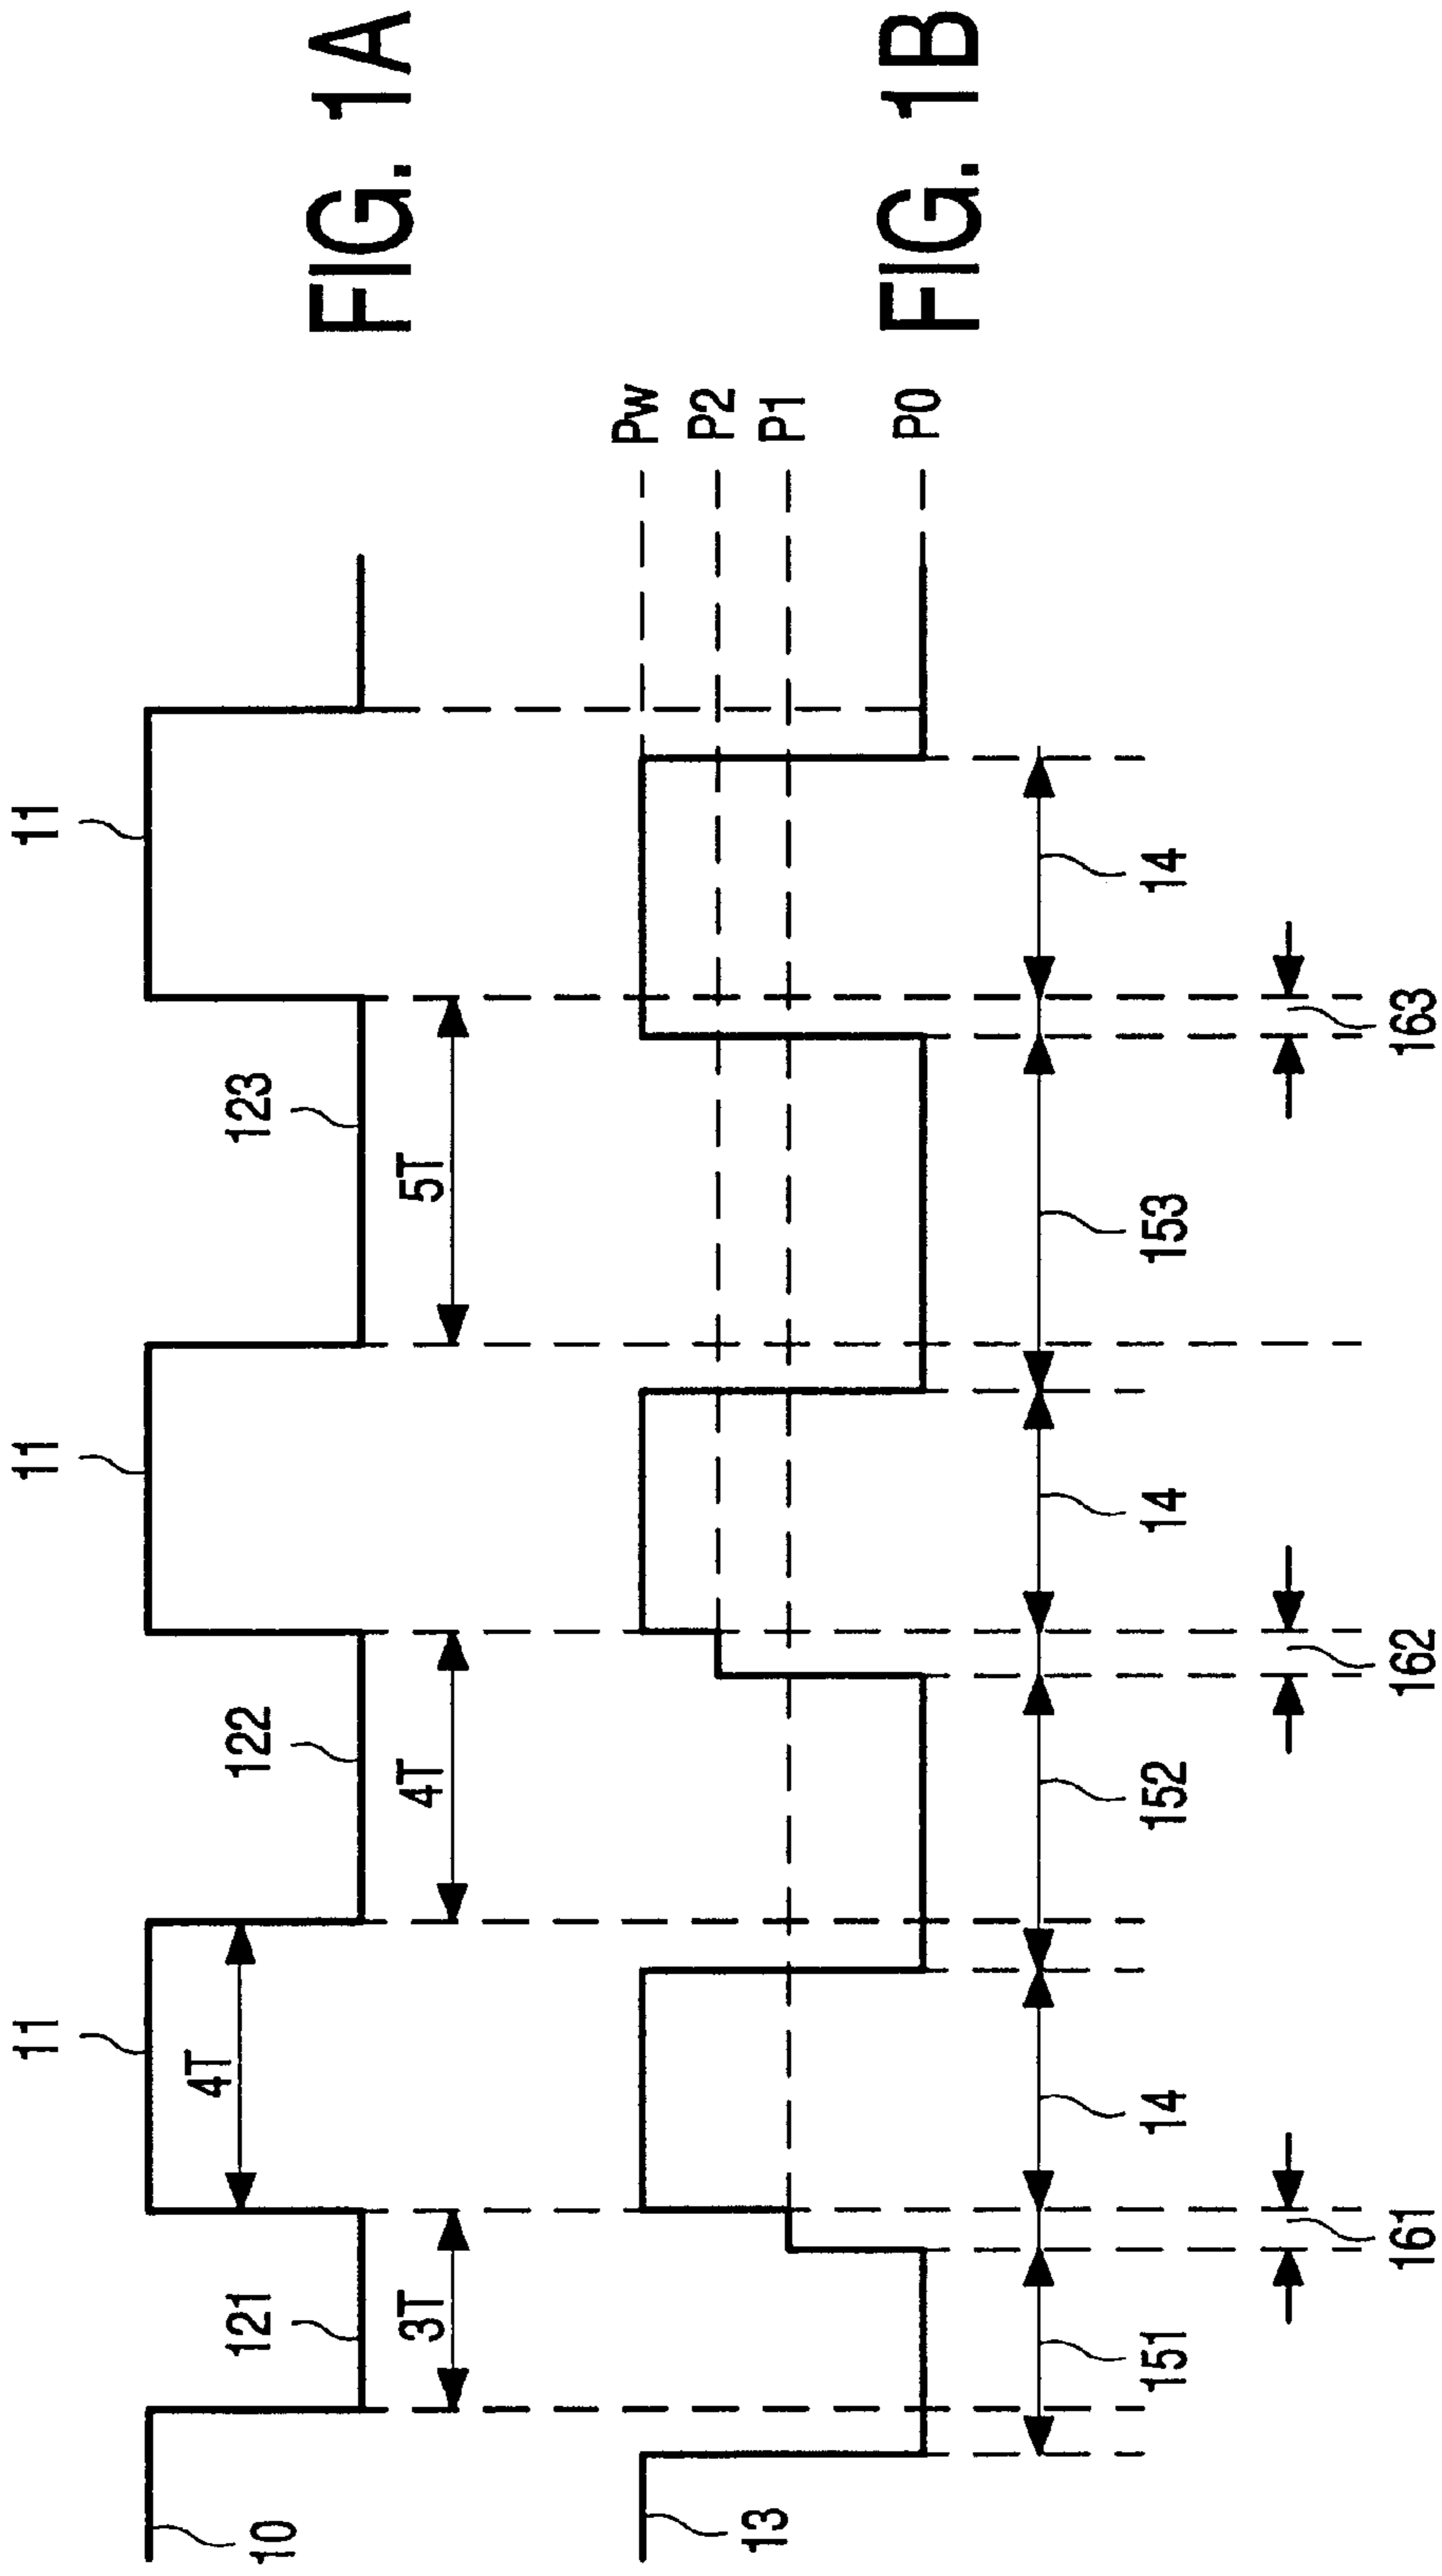 11 11 11
4T
10 121 122 123
FIG. 1A
3T 4T 5T
Pw
P2
13 P1
P0
FIG. 1B
151 14 152 14 153 14
161 162 163